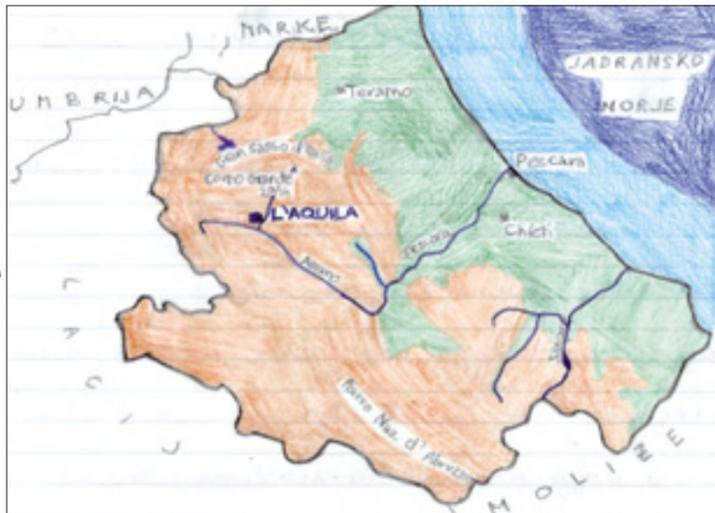 MARKE
UMBRIJA
JADRANSKO
MORJE
Teramo
Gran Sasso d'Italia
Corno Grande
2914
Pescara
L'AQUILA
Pescara
Chieti
Aterno
LACIJ
Parco Naz. d'Abruzzo
MOLIZE